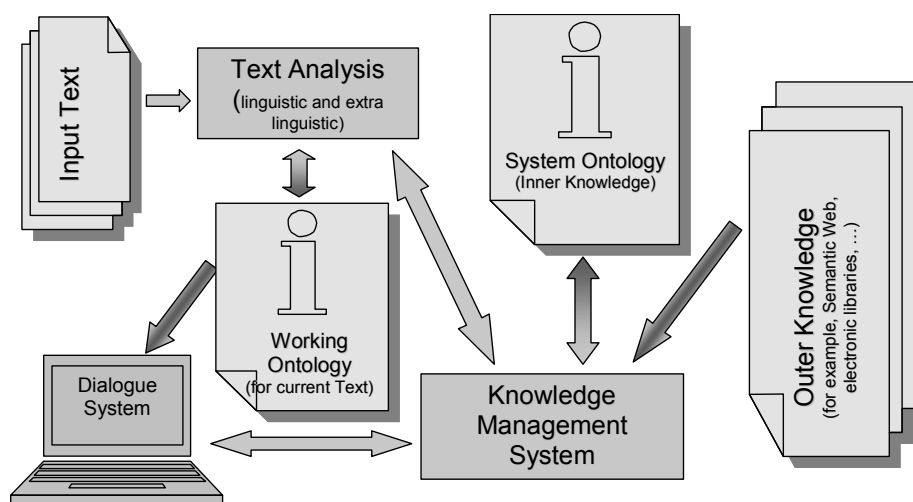 Input Text
Text Analysis
(linguistic and extra
linguistic)
System Ontology
(Inner Knowledge)
Outer Knowledge
(for example, Semantic Web,
electronic libraries, ...)
Working
Ontology
(for current Text)
Dialogue
System
Knowledge
Management
System